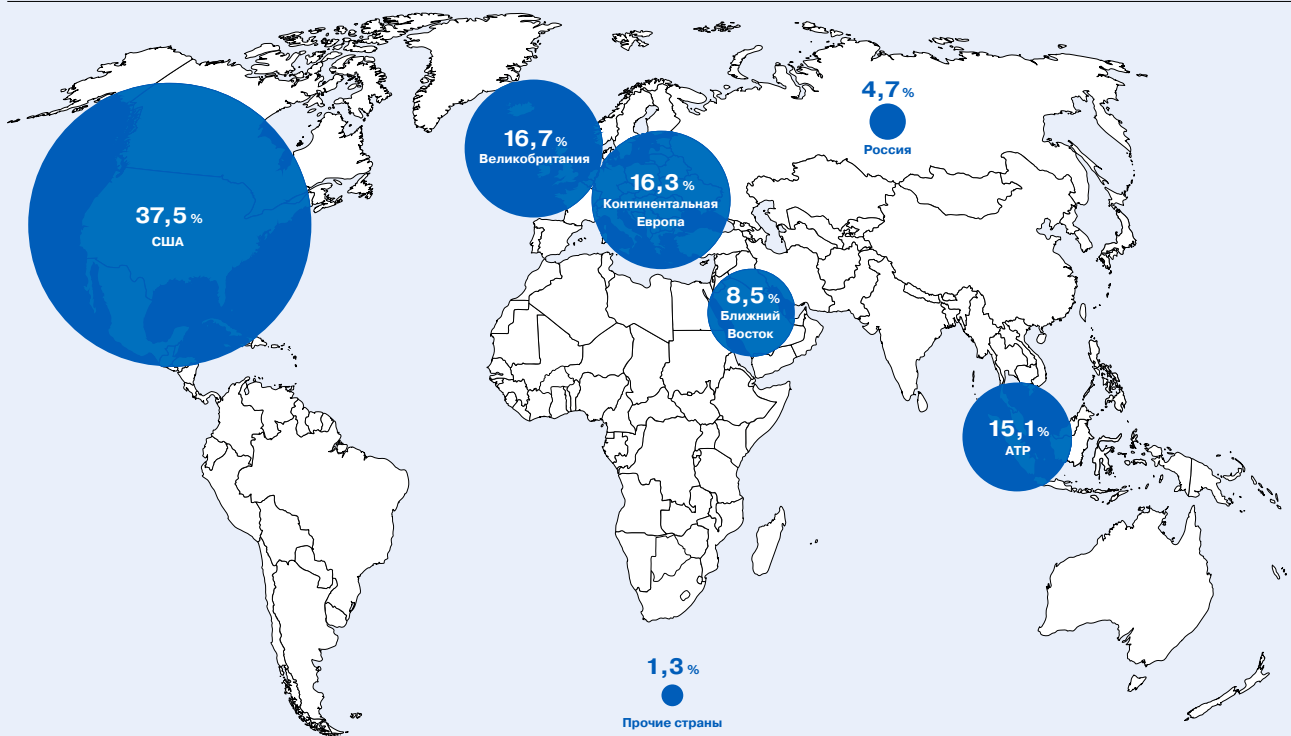 4,7%
Россия
16,7%
Великобритания
16,3%
Континентальная
Европа
37,5%
США
8,5%
Ближний
Восток
15,1%
АТР
1,3%
Прочие страны